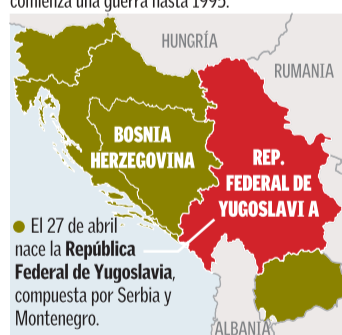 comienza una guerra hasta 1995.
HUNGRÍA
RUMANIA
BOSNIA
HERZEGOVINA
REP.
FEDERAL DE
YUGOSLAVI A
● El 27 de abril
nace la República
Federal de Yugoslavia,
compuesta por Serbia y
Montenegro.
ALBANIA